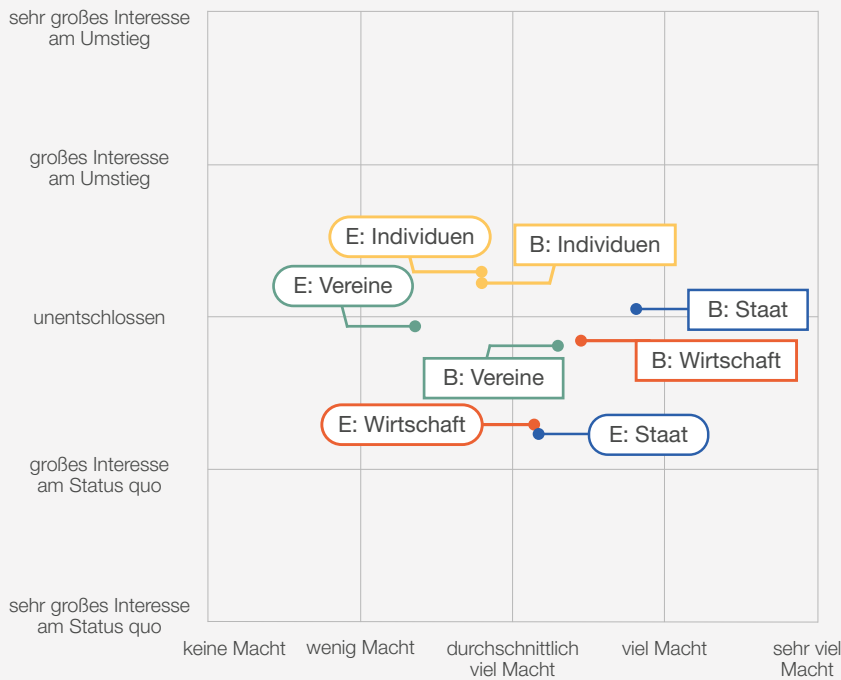 sehr großes Interesse
am Umstieg
großes Interesse
am Umstieg
E: Individuen
B: Individuen
E: Vereine
B: Staat
unentschlossen
B: Wirtschaft
B: Vereine
E: Wirtschaft
E: Staat
großes Interesse
am Status quo
sehr großes Interesse
am Status quo
keine Macht
wenig Macht
durchschnittlich
viel Macht
viel Macht
sehr viel
Macht